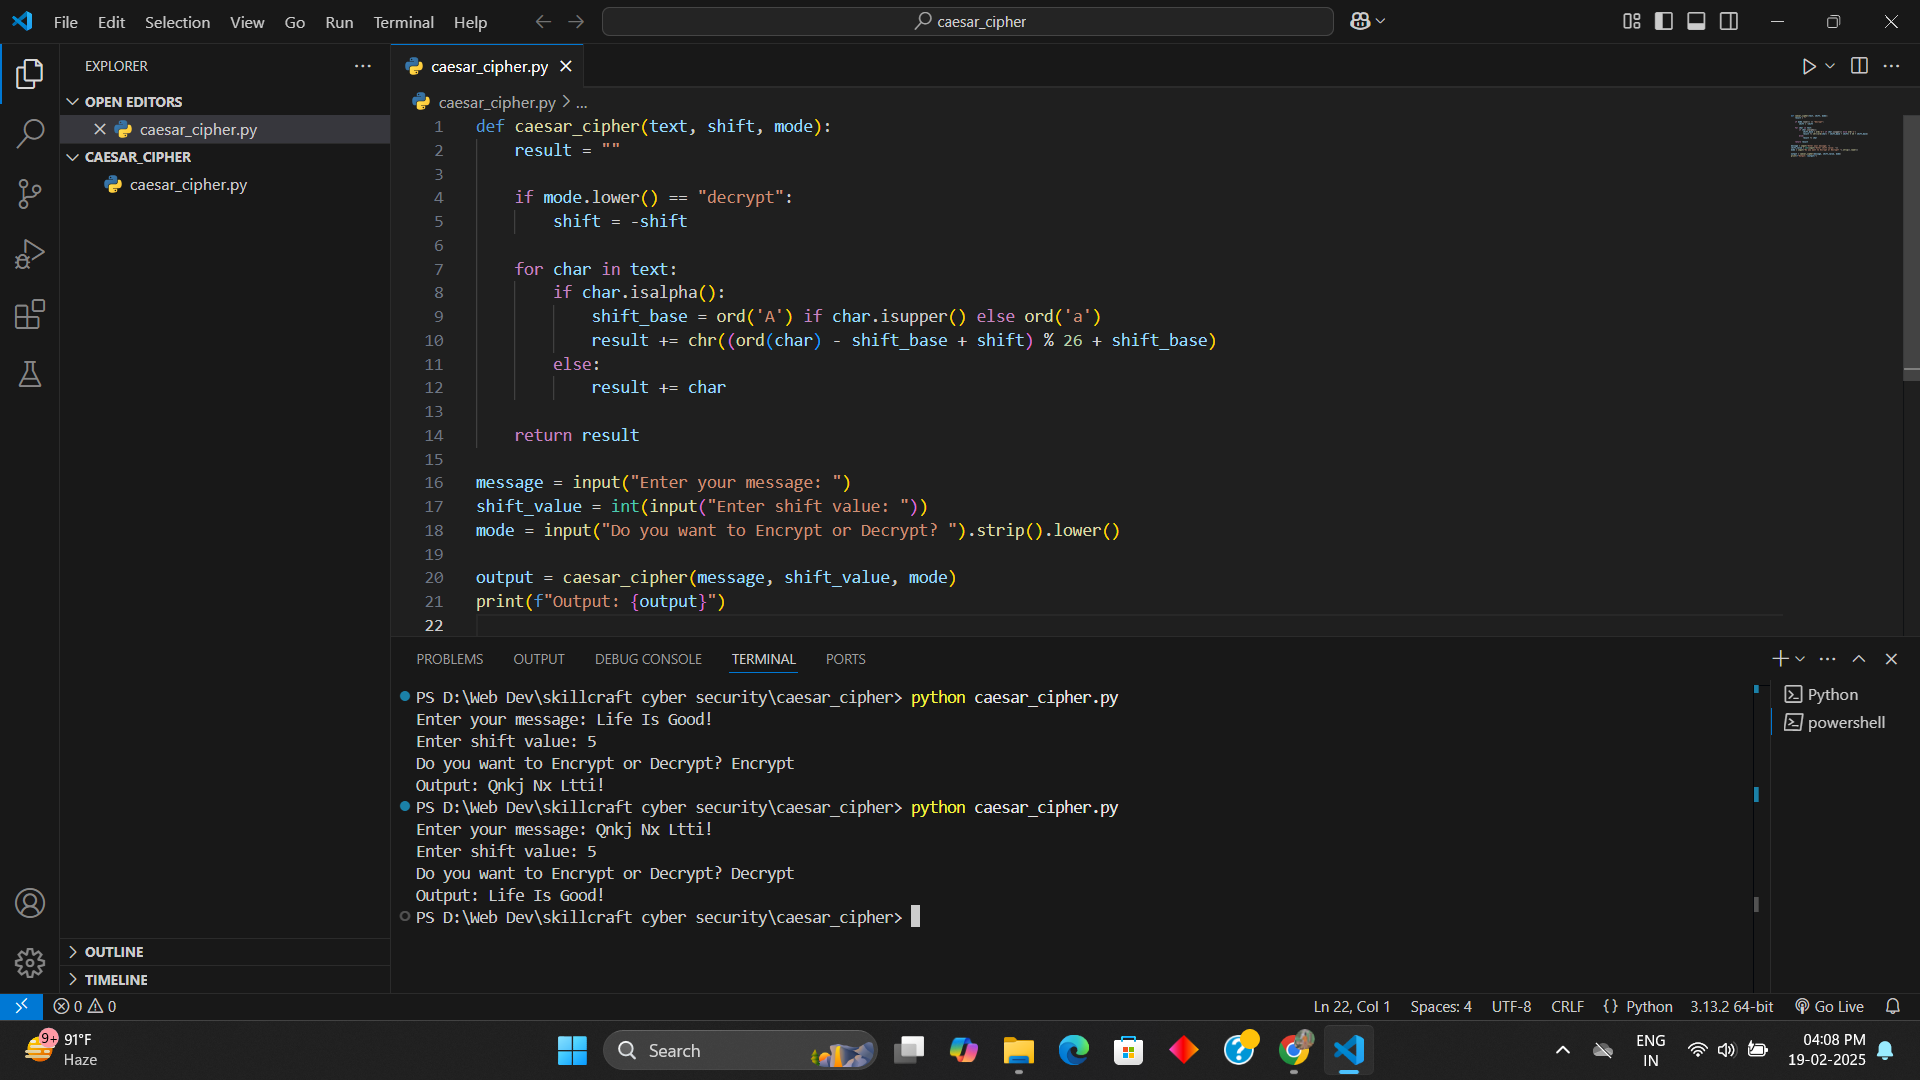 File Edit Selection View Go Run Terminal Help
caesar_cipher
EXPLORER
OPEN EDITORS
caesar_cipher.py
CAESAR_CIPHER
caesar_cipher.py
OUTLINE
TIMELINE
caesar_cipher.py
caesar_cipher.py > ...
1 def caesar_cipher(text, shift, mode):
2     result = ""
3
4     if mode.lower() == "decrypt":
5         shift = -shift
6
7     for char in text:
8         if char.isalpha():
9             shift_base = ord('A') if char.isupper() else ord('a')
10             result += chr((ord(char) - shift_base + shift) % 26 + shift_base)
11         else:
12             result += char
13
14     return result
15
16 message = input("Enter your message: ")
17 shift_value = int(input("Enter shift value: "))
18 mode = input("Do you want to Encrypt or Decrypt? ").strip().lower()
19
20 output = caesar_cipher(message, shift_value, mode)
21 print(f"Output: {output}")
22
PROBLEMS OUTPUT DEBUG CONSOLE TERMINAL PORTS
PS D:\Web Dev\skillcraft cyber security\caesar_cipher> python caesar_cipher.py
Enter your message: Life Is Good!
Enter shift value: 5
Do you want to Encrypt or Decrypt? Encrypt
Output: Qnkj Nx Ltti!
PS D:\Web Dev\skillcraft cyber security\caesar_cipher> python caesar_cipher.py
Enter your message: Qnkj Nx Ltti!
Enter shift value: 5
Do you want to Encrypt or Decrypt? Decrypt
Output: Life Is Good!
PS D:\Web Dev\skillcraft cyber security\caesar_cipher>
Python
powershell
0 0
Ln 22, Col 1 Spaces: 4 UTF-8 CRLF {} Python 3.13.2 64-bit Go Live
9+
91°F
Haze
Search
ENG
IN
04:08 PM
19-02-2025